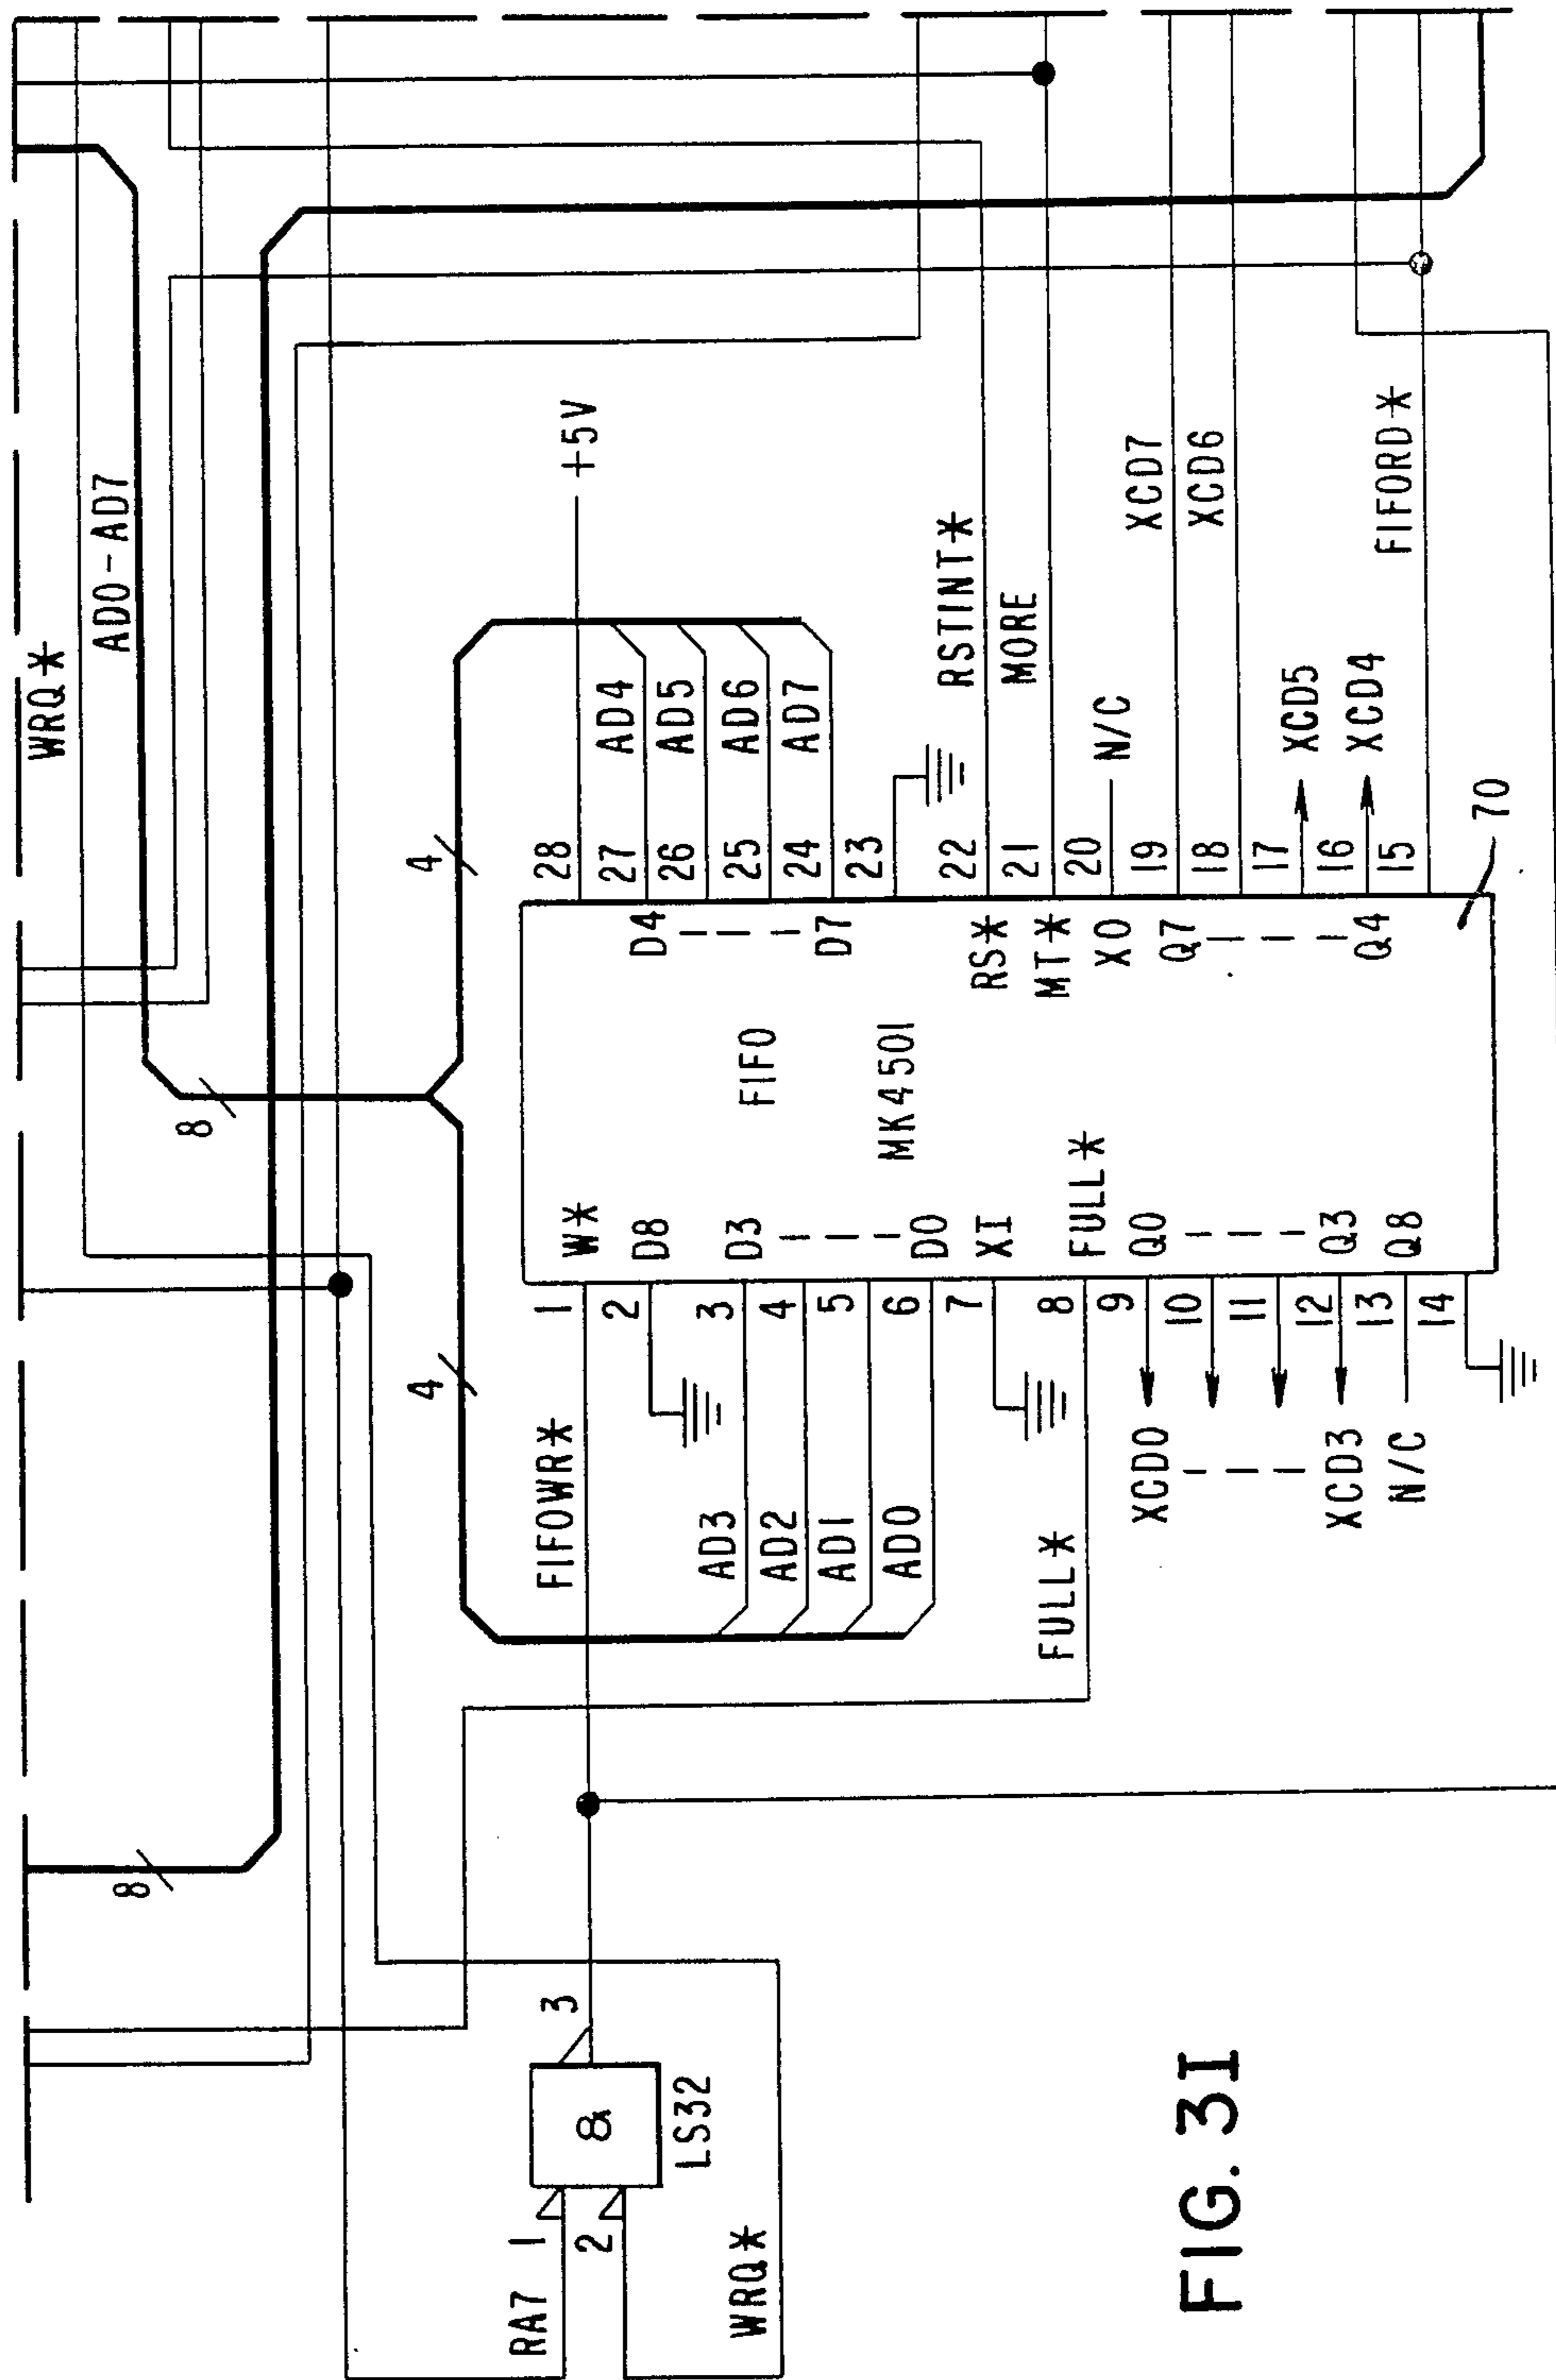 WRQ*
AD0-AD7
8
8
4
4
+5V
FIFOWR*
AD3
AD2
AD1
AD0
FULL*
XCD0
XCD3
N/C
1
2
3
4
5
6
7
8
9
10
11
12
13
14
W*
D8
D3
D0
XI
FULL*
Q0
Q3
Q8
FIFO
MK4501
D4
D7
RS*
MT*
XO
Q7
Q4
28
27
26
25
24
23
22
21
20
19
18
17
16
15
AD4
AD5
AD6
AD7
RSTINT*
MORE
N/C
XCD7
XCD6
XCD5
XCD4
FIFORD*
70
RA7
1
2
3
&
LS32
WRQ*
FIG. 3I